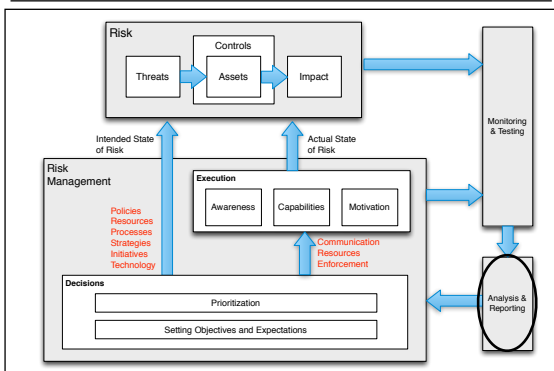 Risk
Controls
Threats
Assets
Impact
Monitoring
& Testing
Intended State
of Risk
Actual State
of Risk
Risk
Management
Execution
Awareness
Capabilities
Motivation
Policies
Resources
Processes
Strategies
Initiatives
Technology
Communication
Resources
Enforcement
Decisions
Prioritization
Setting Objectives and Expectations
Analysis &
Reporting